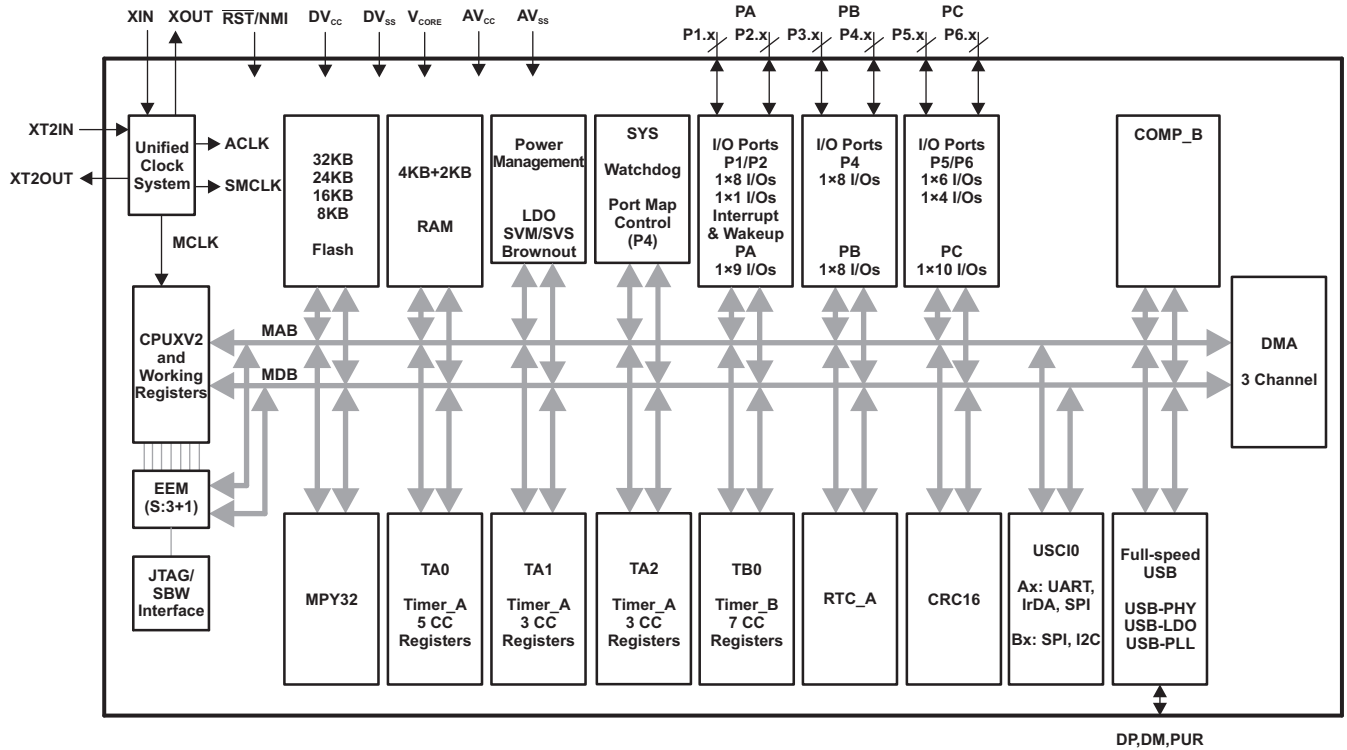 XIN XOUT RST/NMI DVCC DVSS VCORE AVCC AVSS
PA PB PC
P1.x P2.x P3.x P4.x P5.x P6.x
XT2IN
XT2OUT
Unified
Clock
System
ACLK
SMCLK
MCLK
32KB
24KB
16KB
8KB
Flash
4KB+2KB
RAM
Power
Management
LDO
SVM/SVS
Brownout
SYS
Watchdog
Port Map
Control
(P4)
I/O Ports
P1/P2
1×8 I/Os
1×1 I/Os
Interrupt
& Wakeup
PA
1×9 I/Os
I/O Ports
P4
1×8 I/Os
PB
1×8 I/Os
I/O Ports
P5/P6
1×6 I/Os
1×4 I/Os
PC
1×10 I/Os
COMP_B
CPUXV2
and
Working
Registers
MAB
MDB
DMA
3 Channel
EEM
(S:3+1)
JTAG/
SBW
Interface
MPY32
TA0
Timer_A
5 CC
Registers
TA1
Timer_A
3 CC
Registers
TA2
Timer_A
3 CC
Registers
TB0
Timer_B
7 CC
Registers
RTC_A
CRC16
USCI0
Ax: UART,
IrDA, SPI
Bx: SPI, I2C
Full-speed
USB
USB-PHY
USB-LDO
USB-PLL
DP,DM,PUR